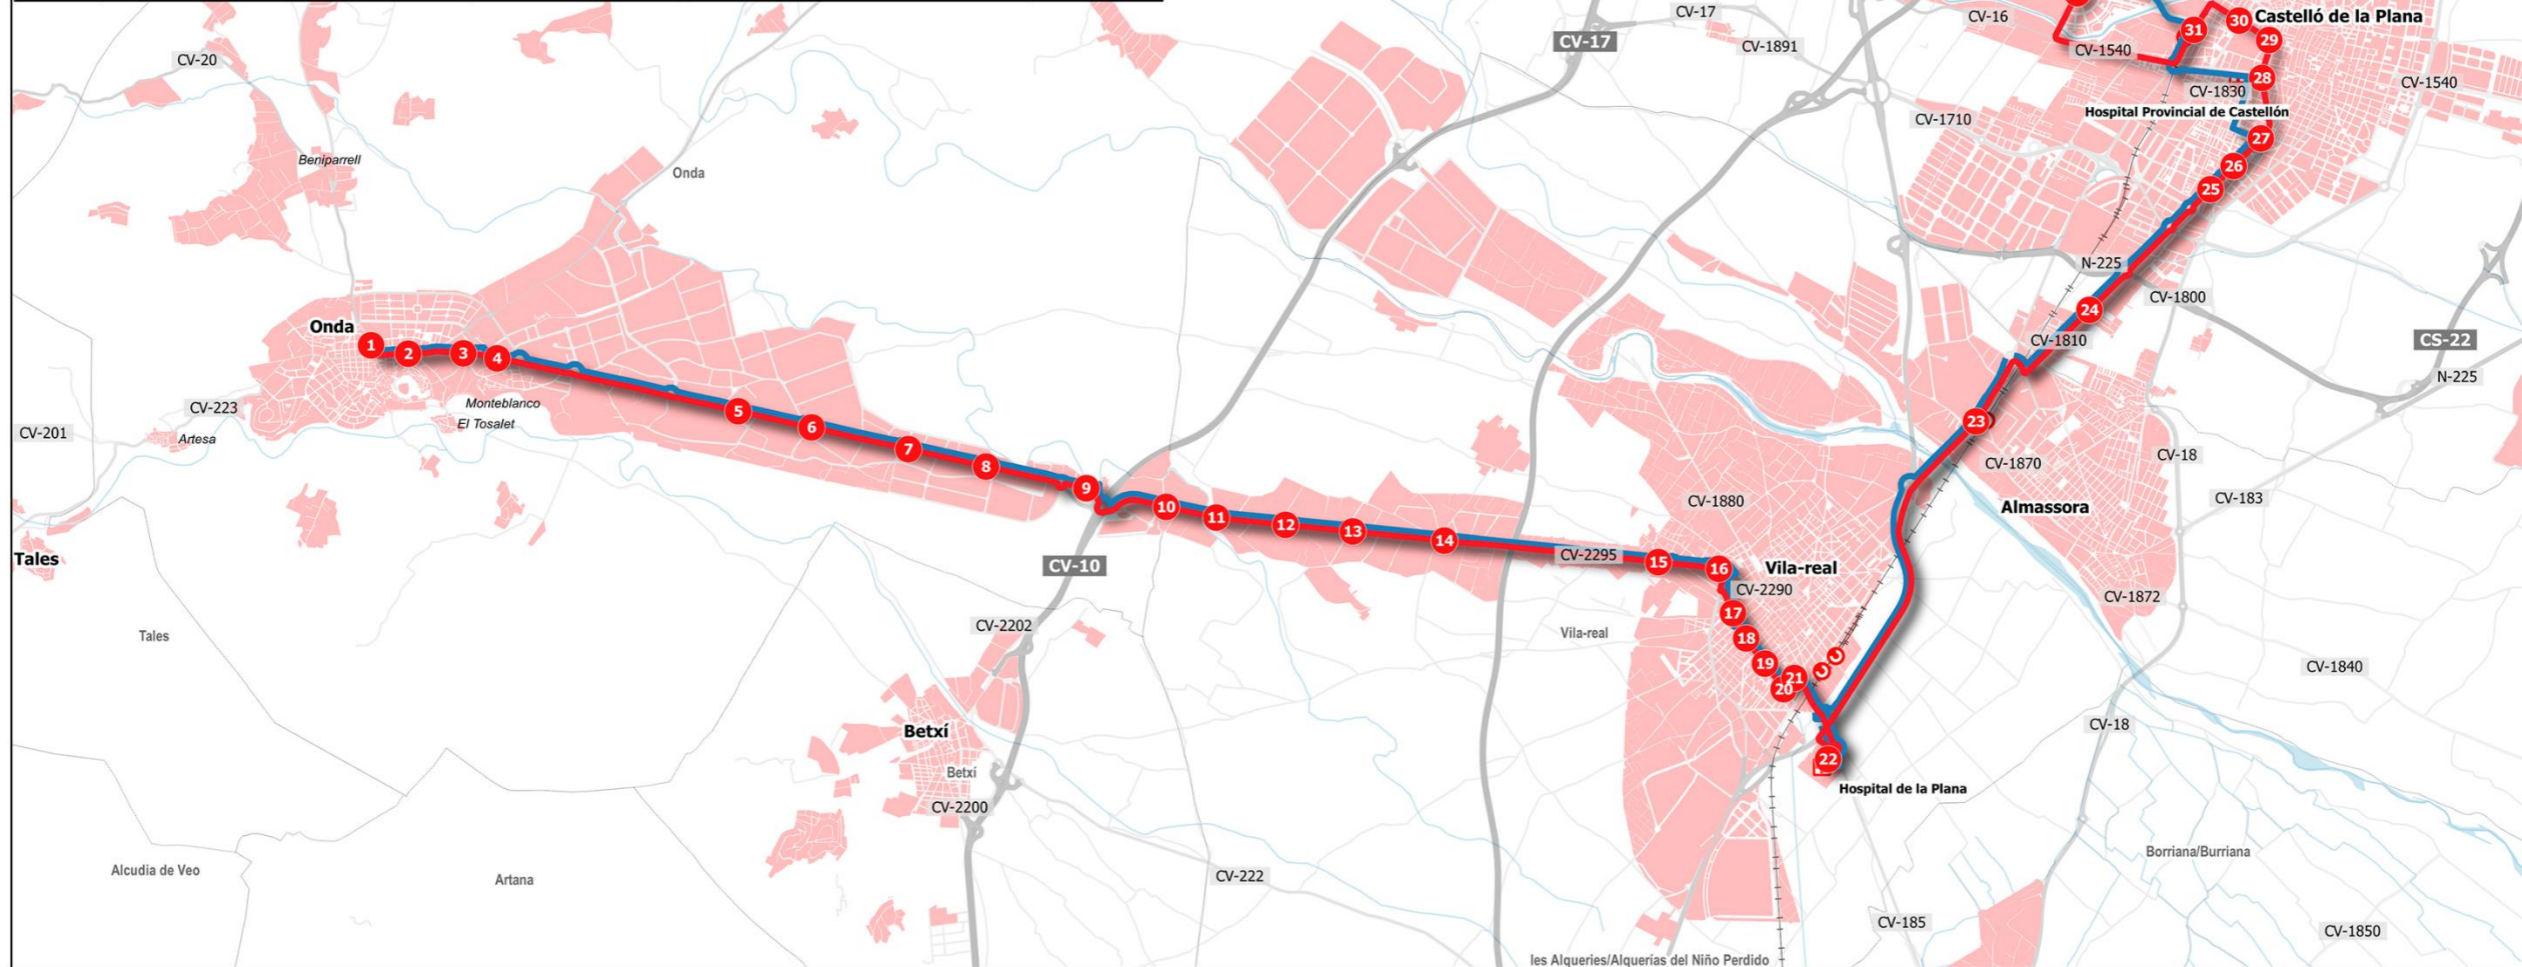 CV-17
CV-16
30
Castelló de la Plana
31
CV-17
29
CV-1891
CV-1540
CV-20
28
CV-1540
CV-1830
Hospital Provincial de Castellón
CV-1710
27
Beniparrell
26
Onda
25
N-225
CV-1800
24
Onda
1
2
3
4
CV-1810
CS-22
N-225
Monteblanco
CV-223
5
El Tosalet
6
23
CV-201
Artesa
7
CV-18
8
CV-1870
9
CV-183
CV-1880
10
Almassora
11
12
13
14
CV-2295
Tales
15
16
Vila-real
CV-10
CV-2290
CV-1872
17
CV-2202
Vila-real
Tales
18
19
CV-1840
21
20
CV-18
Betxí
22
Betxí
Hospital de la Plana
CV-2200
Borriana/Burriana
Alcudia de Veo
CV-222
Artana
CV-185
CV-1850
les Alqueries/Alquerías del Niño Perdido